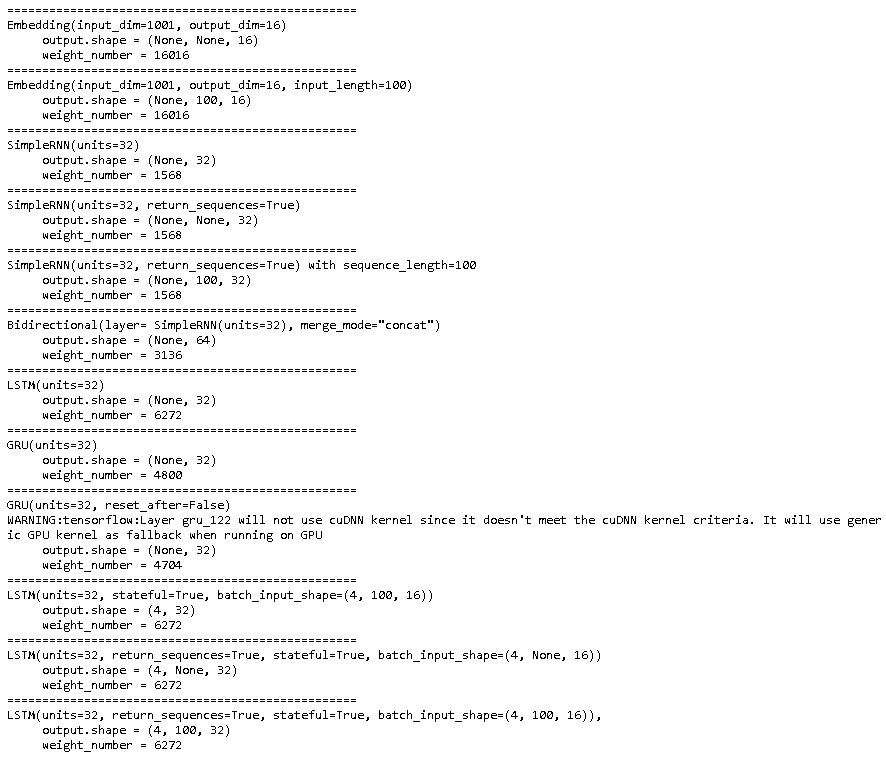 ==================================================
Embedding(input_dim=1001, output_dim=16)
     output.shape = (None, None, 16)
     weight_number = 16016
==================================================
Embedding(input_dim=1001, output_dim=16, input_length=100)
     output.shape = (None, 100, 16)
     weight_number = 16016
==================================================
SimpleRNN(units=32)
     output.shape = (None, 32)
     weight_number = 1568
==================================================
SimpleRNN(units=32, return_sequences=True)
     output.shape = (None, None, 32)
     weight_number = 1568
==================================================
SimpleRNN(units=32, return_sequences=True) with sequence_length=100
     output.shape = (None, 100, 32)
     weight_number = 1568
==================================================
Bidirectional(layer= SimpleRNN(units=32), merge_mode="concat")
     output.shape = (None, 64)
     weight_number = 3136
==================================================
LSTM(units=32)
     output.shape = (None, 32)
     weight_number = 6272
==================================================
GRU(units=32)
     output.shape = (None, 32)
     weight_number = 4800
==================================================
GRU(units=32, reset_after=False)
WARNING:tensorflow:Layer gru_122 will not use cuDNN kernel since it doesn't meet the cuDNN kernel criteria. It will use gener
ic GPU kernel as fallback when running on GPU
     output.shape = (None, 32)
     weight_number = 4704
==================================================
LSTM(units=32, stateful=True, batch_input_shape=(4, 100, 16))
     output.shape = (4, 32)
     weight_number = 6272
==================================================
LSTM(units=32, return_sequences=True, stateful=True, batch_input_shape=(4, None, 16))
     output.shape = (4, None, 32)
     weight_number = 6272
==================================================
LSTM(units=32, return_sequences=True, stateful=True, batch_input_shape=(4, 100, 16)),
     output.shape = (4, 100, 32)
     weight_number = 6272